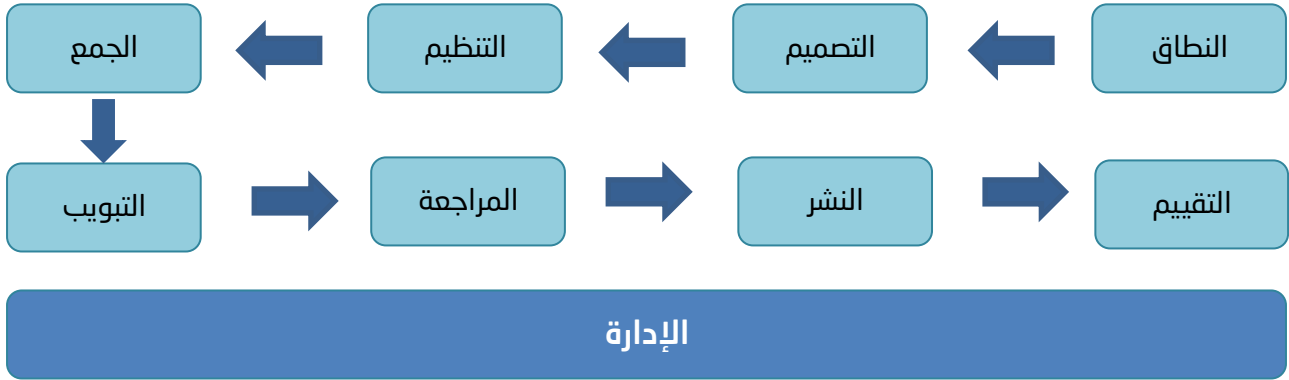 النطاق
التصميم
التنظيم
الجمع
التبويب
المراجعة
النشر
التقييم
الإدارة